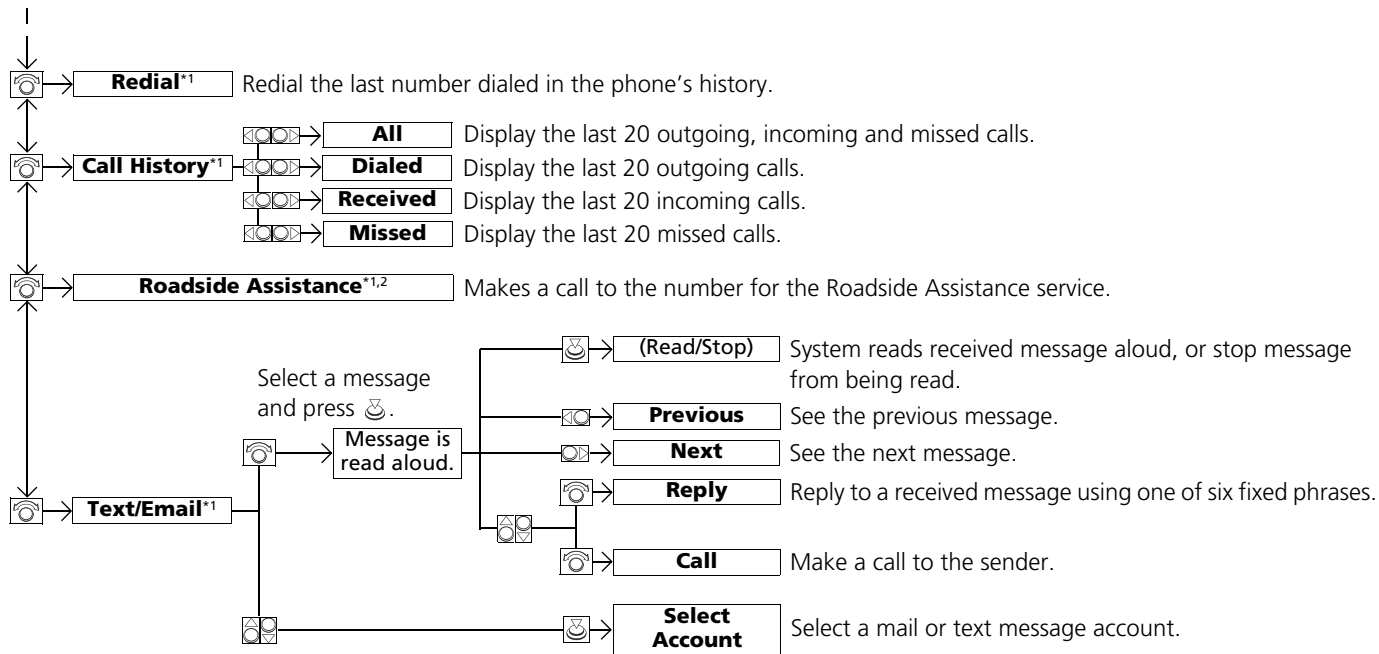 Redial*1 Redial the last number dialed in the phone's history.
All Display the last 20 outgoing, incoming and missed calls.
Call History*1 Dialed Display the last 20 outgoing calls.
Received Display the last 20 incoming calls.
Missed Display the last 20 missed calls.
Roadside Assistance*1,2 Makes a call to the number for the Roadside Assistance service.
(Read/Stop) System reads received message aloud, or stop message
from being read.
Select a message
and press .
Previous See the previous message.
Message is
read aloud.
Next See the next message.
Reply Reply to a received message using one of six fixed phrases.
Text/Email*1
Call Make a call to the sender.
Select
Account
Select a mail or text message account.